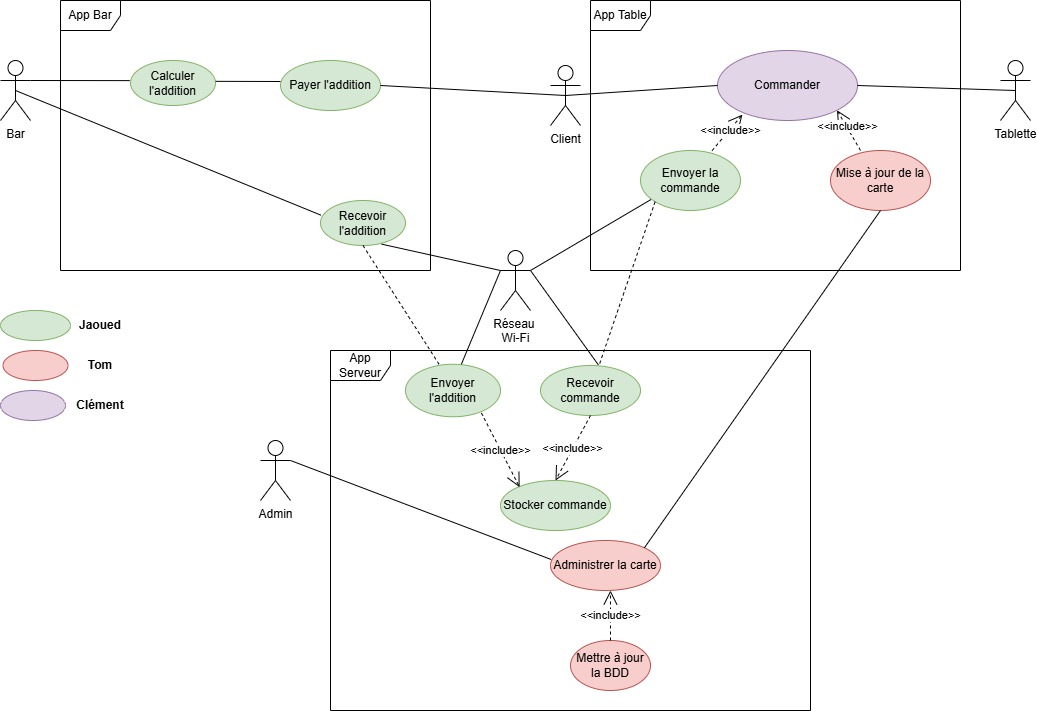 App Bar
App Table
Calculer
l'addition
Payer l'addition
Commander
Bar
Client
Tablette
<<include>>
<<include>>
Envoyer la
commande
Mise à jour de la
carte
Recevoir
l'addition
Réseau
Wi-Fi
Jaoued
Tom
Clément
App
Serveur
Envoyer
l'addition
Recevoir
commande
<<include>>
<<include>>
Stocker commande
Admin
Administrer la carte
<<include>>
Mettre à jour
la BDD